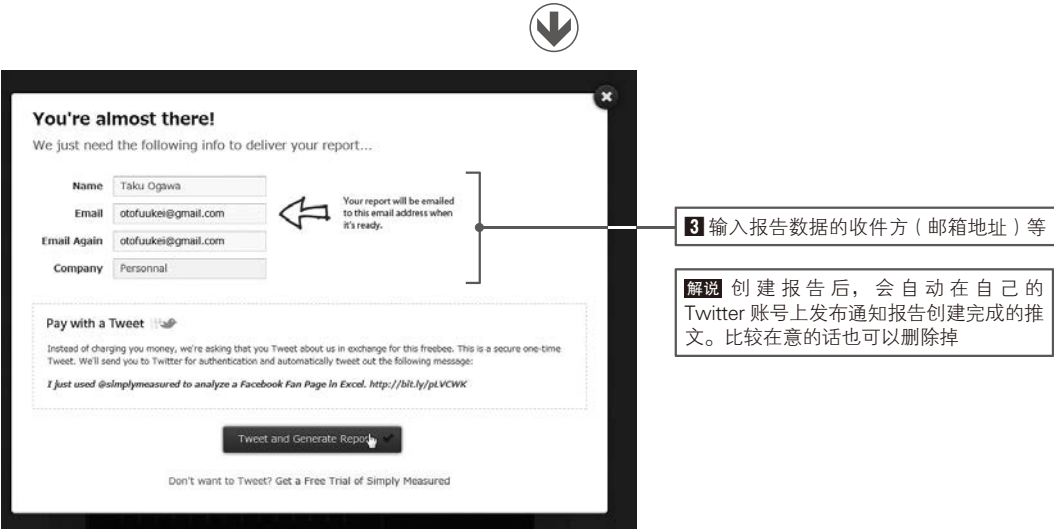 You're almost there!
We just need the following info to deliver your report...
Name Taku Ogawa
Email otofuukei@gmail.com
Email Again otofuukei@gmail.com
Company Personnal
Your report will be emailed
to this email address when
it's ready.
Pay with a Tweet
Instead of charging you money, we're asking that you Tweet about us in exchange for this freebee. This is a secure one-time
Tweet. We'll send you to Twitter for authentication and automatically tweet out the following message:
I just used @simplymeasured to analyze a Facebook Fan Page in Excel. http://bit.ly/pLVCWK
Tweet and Generate Report
Don't want to Tweet? Get a Free Trial of Simply Measured
3 输入报告数据的收件方（邮箱地址）等
解说 创建报告后，会自动在自己的
Twitter 账号上发布通知报告创建完成的推
文。比较在意的话也可以删除掉